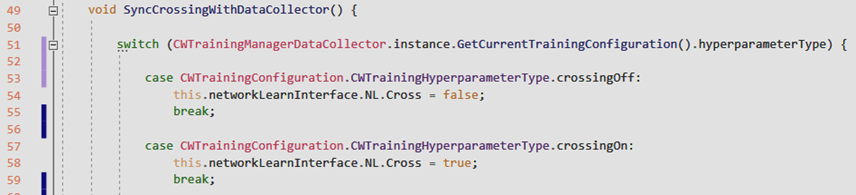 49 void SyncCrossingWithDataCollector() {
50
51 switch (CWTrainingManagerDataCollector.instance.GetCurrentTrainingConfiguration().hyperparameterType) {
52
53 case CWTrainingConfiguration.CWTrainingHyperparameterType.crossingOff:
54 this.networkLearnInterface.NL.Cross = false;
55 break;
56
57 case CWTrainingConfiguration.CWTrainingHyperparameterType.crossingOn:
58 this.networkLearnInterface.NL.Cross = true;
59 break;